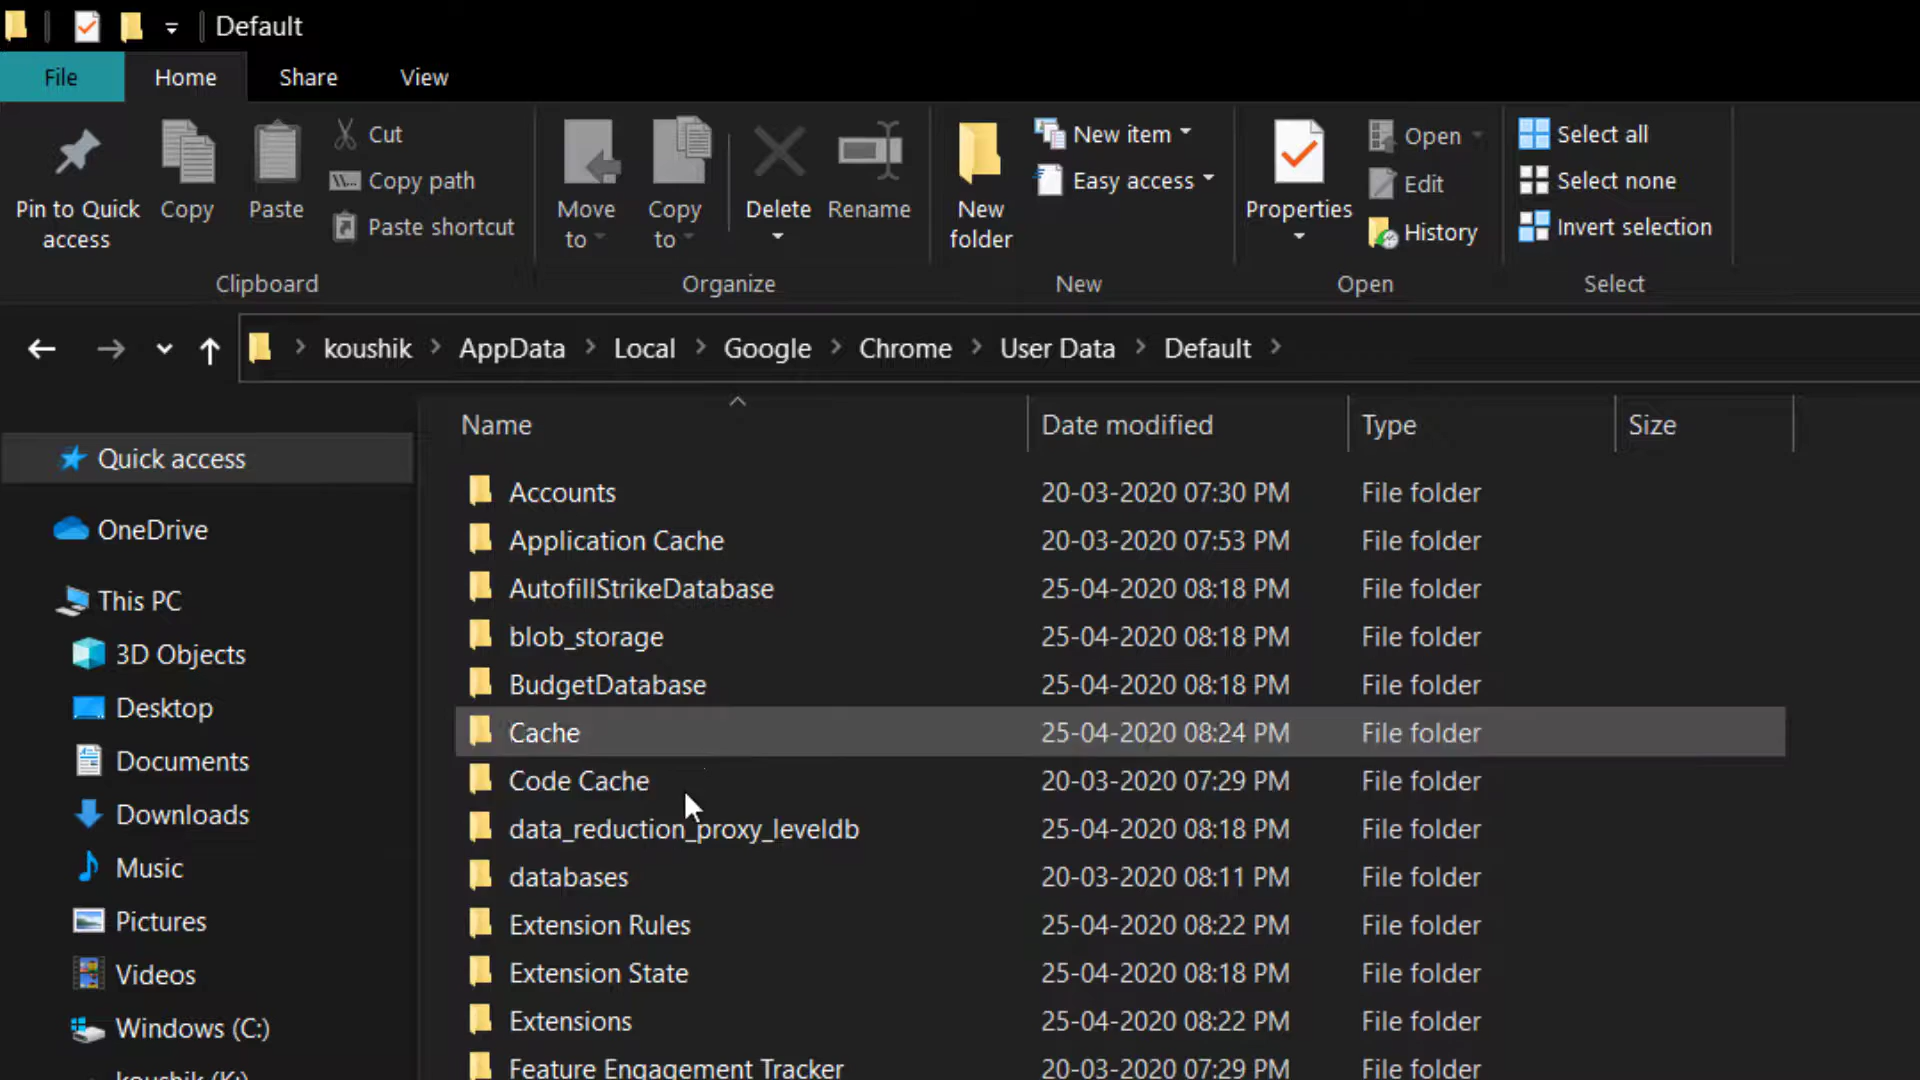 Default
File Home Share View
Pin to Quick access
Copy
Paste
Cut
Copy path
Paste shortcut
Clipboard
Move to
Copy to
Delete
Rename
Organize
New folder
New item
Easy access
New
Properties
Open
Edit
History
Open
Select all
Select none
Invert selection
Select
koushik AppData Local Google Chrome User Data Default
Quick access
OneDrive
This PC
3D Objects
Desktop
Documents
Downloads
Music
Pictures
Videos
Windows (C:)
koushik (K:)
Name Date modified Type Size
Accounts 20-03-2020 07:30 PM File folder
Application Cache 20-03-2020 07:53 PM File folder
AutofillStrikeDatabase 25-04-2020 08:18 PM File folder
blob_storage 25-04-2020 08:18 PM File folder
BudgetDatabase 25-04-2020 08:18 PM File folder
Cache 25-04-2020 08:24 PM File folder
Code Cache 20-03-2020 07:29 PM File folder
data_reduction_proxy_leveldb 25-04-2020 08:18 PM File folder
databases 20-03-2020 08:11 PM File folder
Extension Rules 25-04-2020 08:22 PM File folder
Extension State 25-04-2020 08:18 PM File folder
Extensions 25-04-2020 08:22 PM File folder
Feature Engagement Tracker 20-03-2020 07:29 PM File folder